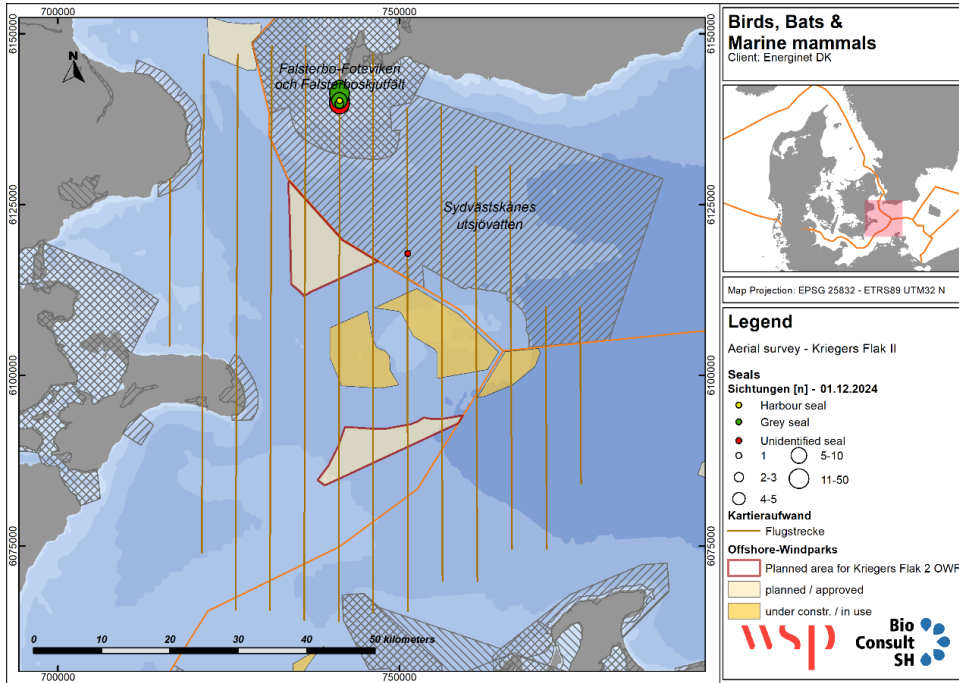 700000
750000
6150000
6150000
N
Falsterbo-Foteviken
och Falsterboskjutfält
6125000
6125000
Sydvästskånes
utsjövatten
6100000
6100000
6075000
6075000
0
10
20
30
40
50 kilometers
700000
750000
Birds, Bats &
Marine mammals
Client: Energinet DK
Map Projection: EPSG 25832 - ETRS89 UTM32 N
Legend
Aerial survey - Kriegers Flak II
Seals
Sichtungen [n] - 01.12.2024
Harbour seal
Grey seal
Unidentified seal
1
5-10
2-3
11-50
4-5
Kartieraufwand
Flugstrecke
Offshore-Windparks
Planned area for Kriegers Flak 2 OWF
planned / approved
under constr. / in use
wsp
Bio
Consult
SH